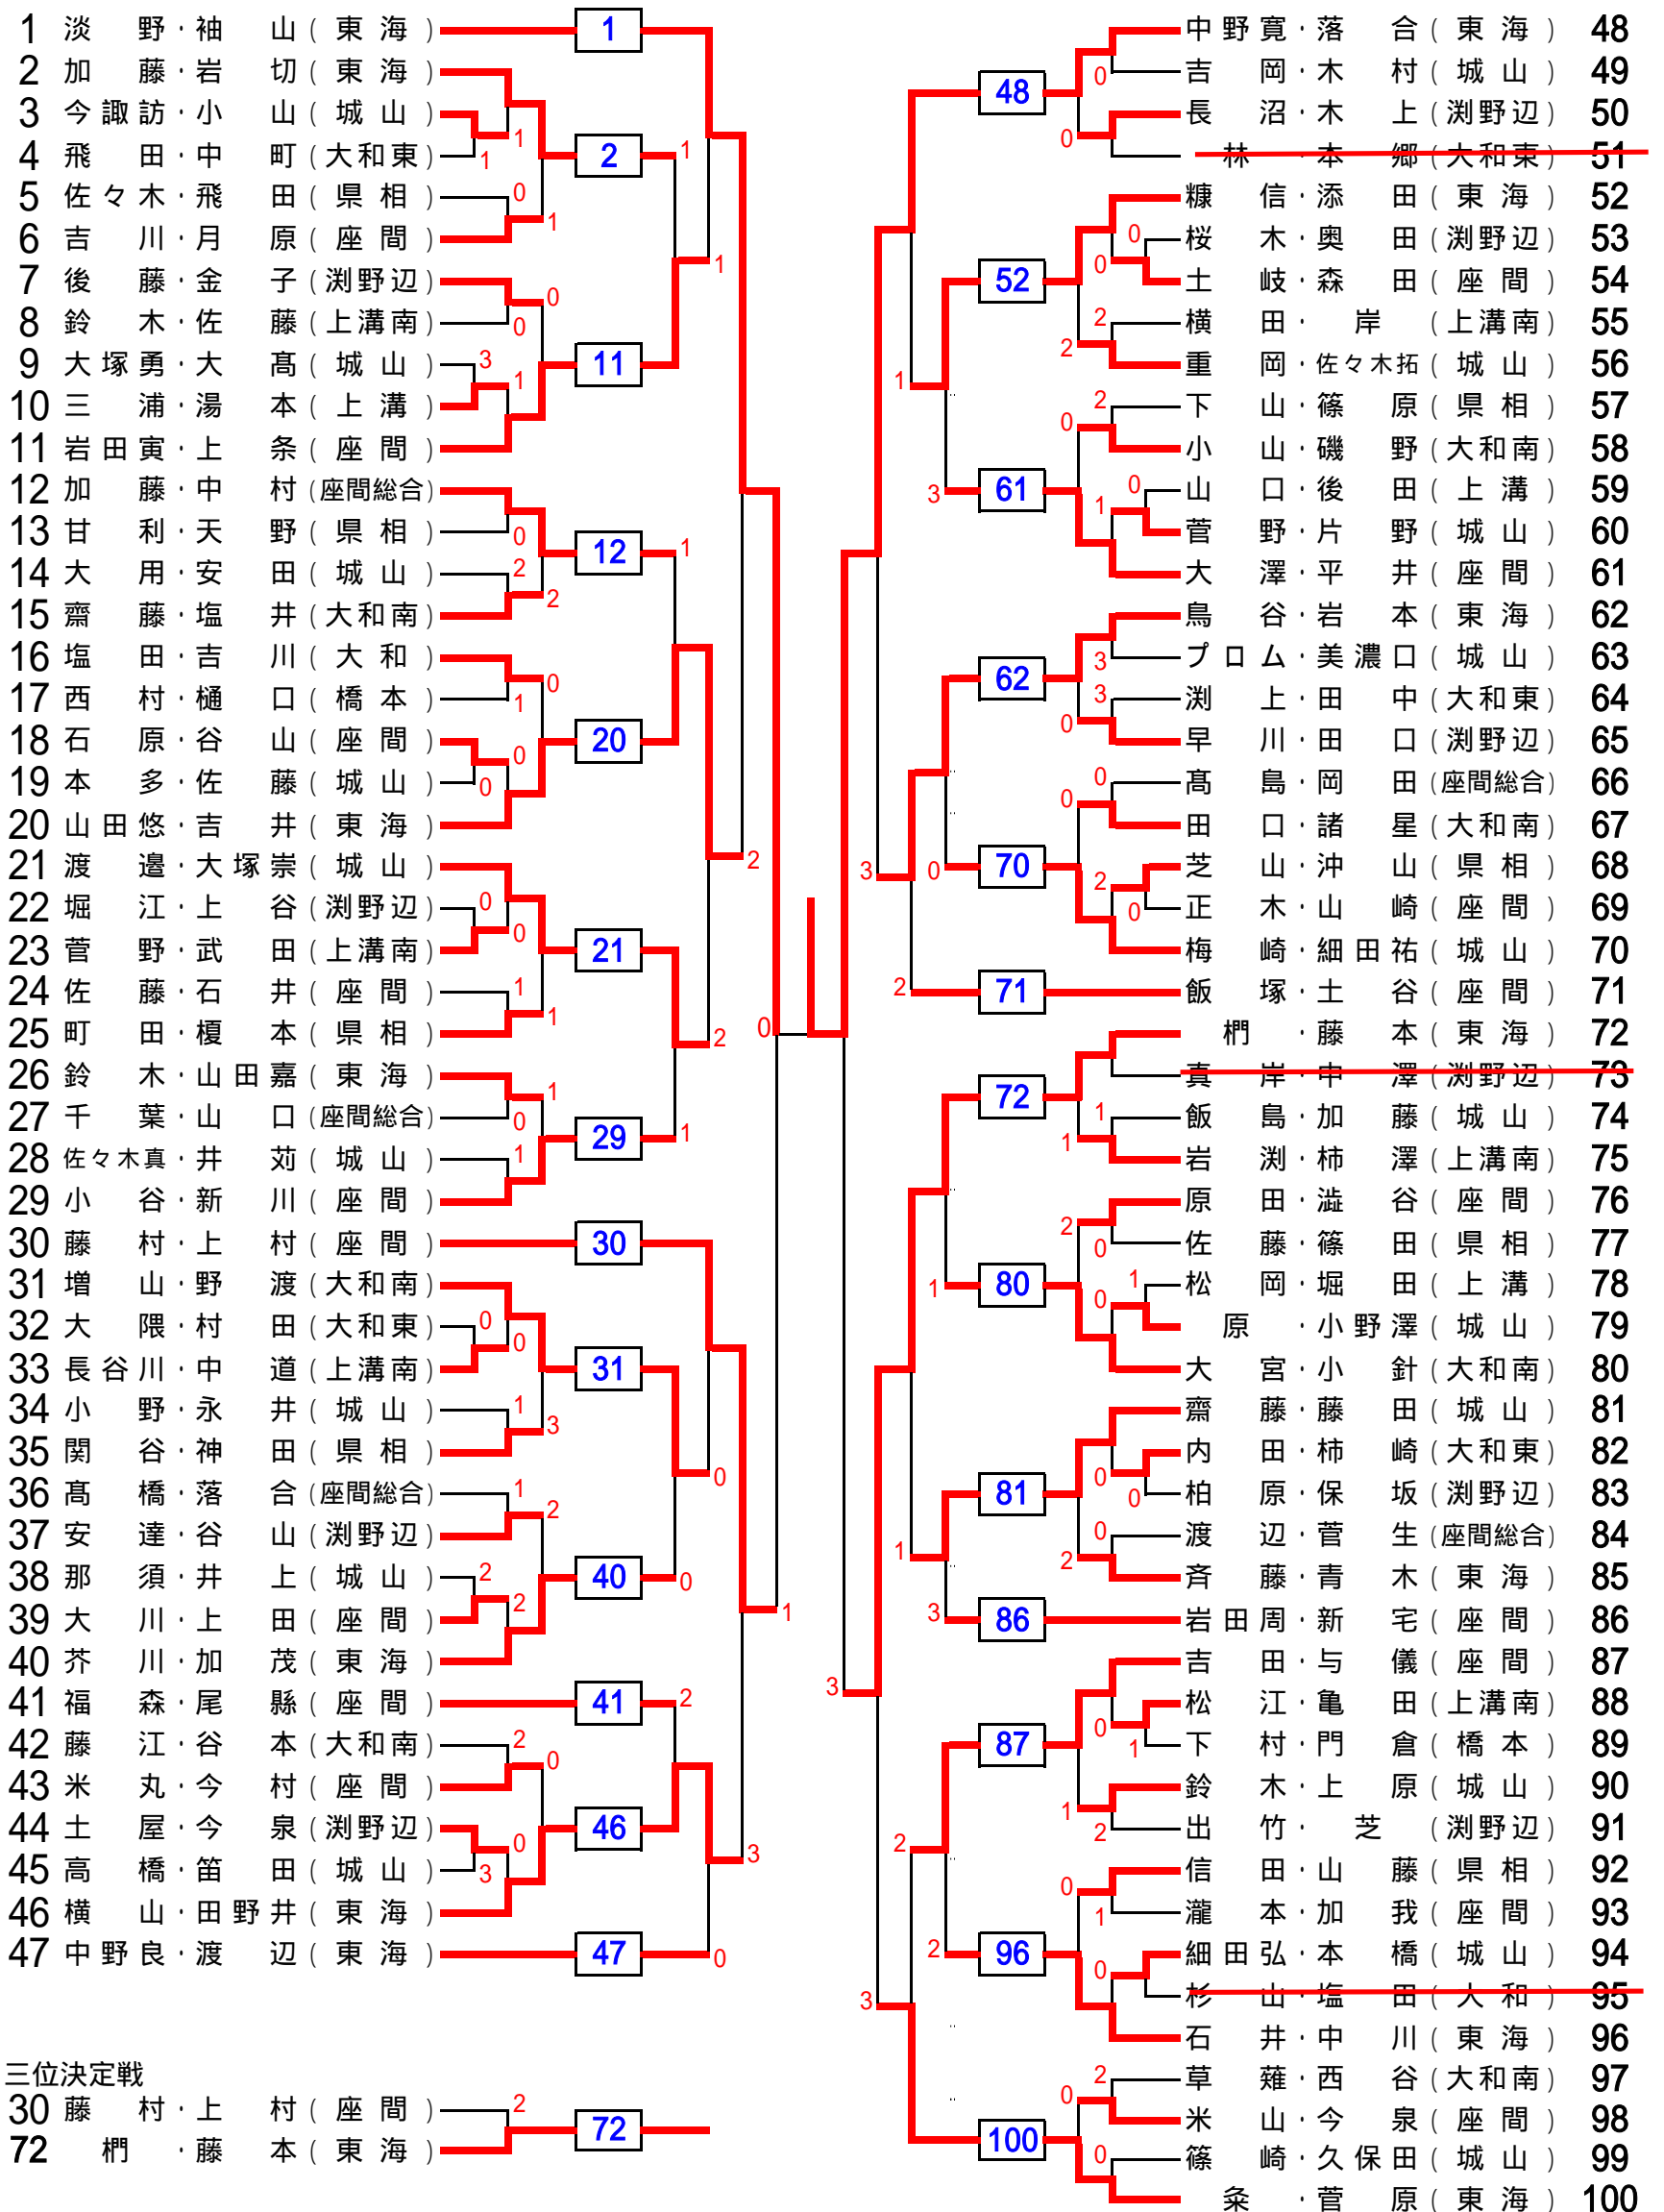 1 淡野・袖山(東海)
2 加藤・岩切(東海)
3 今諏訪・小山(城山)
4 飛田・中町(大和東)
5 佐々木・飛田(県相)
6 吉川・月原(座間)
7 後藤・金子(渕野辺)
8 鈴木・佐藤(上溝南)
9 大塚勇・大髙(城山)
10 三浦・湯本(上溝)
11 岩田寅・上条(座間)
12 加藤・中村(座間総合)
13 甘利・天野(県相)
14 大用・安田(城山)
15 齋藤・塩井(大和南)
16 塩田・吉川(大和)
17 西村・樋口(橋本)
18 石原・谷山(座間)
19 本多・佐藤(城山)
20 山田悠・吉井(東海)
21 渡邉・大塚崇(城山)
22 堀江・上谷(渕野辺)
23 菅野・武田(上溝南)
24 佐藤・石井(座間)
25 町田・榎本(県相)
26 鈴木・山田嘉(東海)
27 千葉・山口(座間総合)
28 佐々木真・井苅(城山)
29 小谷・新川(座間)
30 藤村・上村(座間)
31 増山・野渡(大和南)
32 大隈・村田(大和東)
33 長谷川・中道(上溝南)
34 小野・永井(城山)
35 関谷・神田(県相)
36 髙橋・落合(座間総合)
37 安達・谷山(渕野辺)
38 那須・井上(城山)
39 大川・上田(座間)
40 芥川・加茂(東海)
41 福森・尾縣(座間)
42 藤江・谷本(大和南)
43 米丸・今村(座間)
44 土屋・今泉(渕野辺)
45 高橋・笛田(城山)
46 横山・田野井(東海)
47 中野良・渡辺(東海)
三位決定戦
30 藤村・上村(座間)
72 椚・藤本(東海)
2
72
1
2
11
12
20
21
29
30
31
40
41
46
47
48
52
61
62
70
71
72
80
81
86
87
96
100
中野寛・落合(東海) 48
吉岡・木村(城山) 49
長沼・木上(渕野辺) 50
林・本郷(大和東) 51
糠信・添田(東海) 52
桜木・奥田(渕野辺) 53
土岐・森田(座間) 54
横田・岸(上溝南) 55
重岡・佐々木拓(城山) 56
下山・篠原(県相) 57
小山・磯野(大和南) 58
山口・後田(上溝) 59
菅野・片野(城山) 60
大澤・平井(座間) 61
鳥谷・岩本(東海) 62
プロム・美濃口(城山) 63
渕上・田中(大和東) 64
早川・田口(渕野辺) 65
髙島・岡田(座間総合) 66
田口・諸星(大和南) 67
芝山・沖山(県相) 68
正木・山崎(座間) 69
梅崎・細田祐(城山) 70
飯塚・土谷(座間) 71
椚・藤本(東海) 72
真岸・中澤(渕野辺) 73
飯島・加藤(城山) 74
岩渕・柿澤(上溝南) 75
原田・澁谷(座間) 76
佐藤・篠田(県相) 77
松岡・堀田(上溝) 78
原・小野澤(城山) 79
大宮・小針(大和南) 80
齋藤・藤田(城山) 81
内田・柿崎(大和東) 82
柏原・保坂(渕野辺) 83
渡辺・菅生(座間総合) 84
斉藤・青木(東海) 85
岩田周・新宅(座間) 86
吉田・与儀(座間) 87
松江・亀田(上溝南) 88
下村・門倉(橋本) 89
鈴木・上原(城山) 90
出竹・芝(渕野辺) 91
信田・山藤(県相) 92
瀧本・加我(座間) 93
細田弘・本橋(城山) 94
杉山・塩田(大和) 95
石井・中川(東海) 96
草薙・西谷(大和南) 97
米山・今泉(座間) 98
篠崎・久保田(城山) 99
粂・菅原(東海) 100